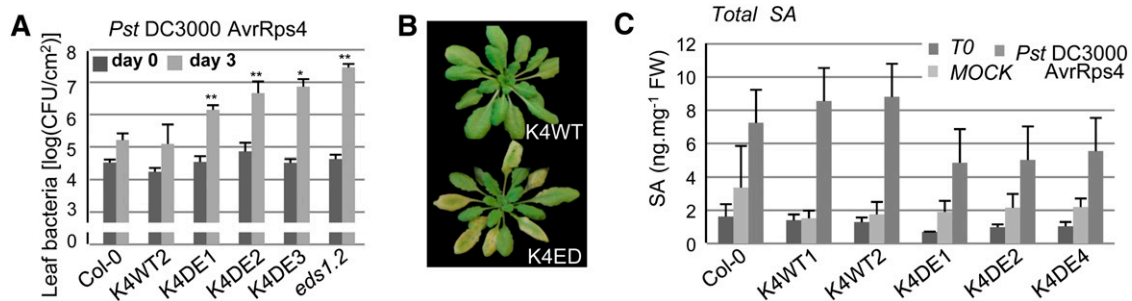 A
Pst DC3000 AvrRps4
Leaf bacteria [log(CFU/cm²)]
8
7
6
5
4
3
2
0
day 0 day 3
** ** * **
Col-0 K4WT2 K4DE1 K4DE2 K4DE3 eds1.2
B
K4WT
K4ED
C
Total SA
SA (ng.mg⁻¹ FW)
12
10
8
6
4
2
0
T0 Pst DC3000
MOCK AvrRps4
Col-0 K4WT1 K4WT2 K4DE1 K4DE2 K4DE4